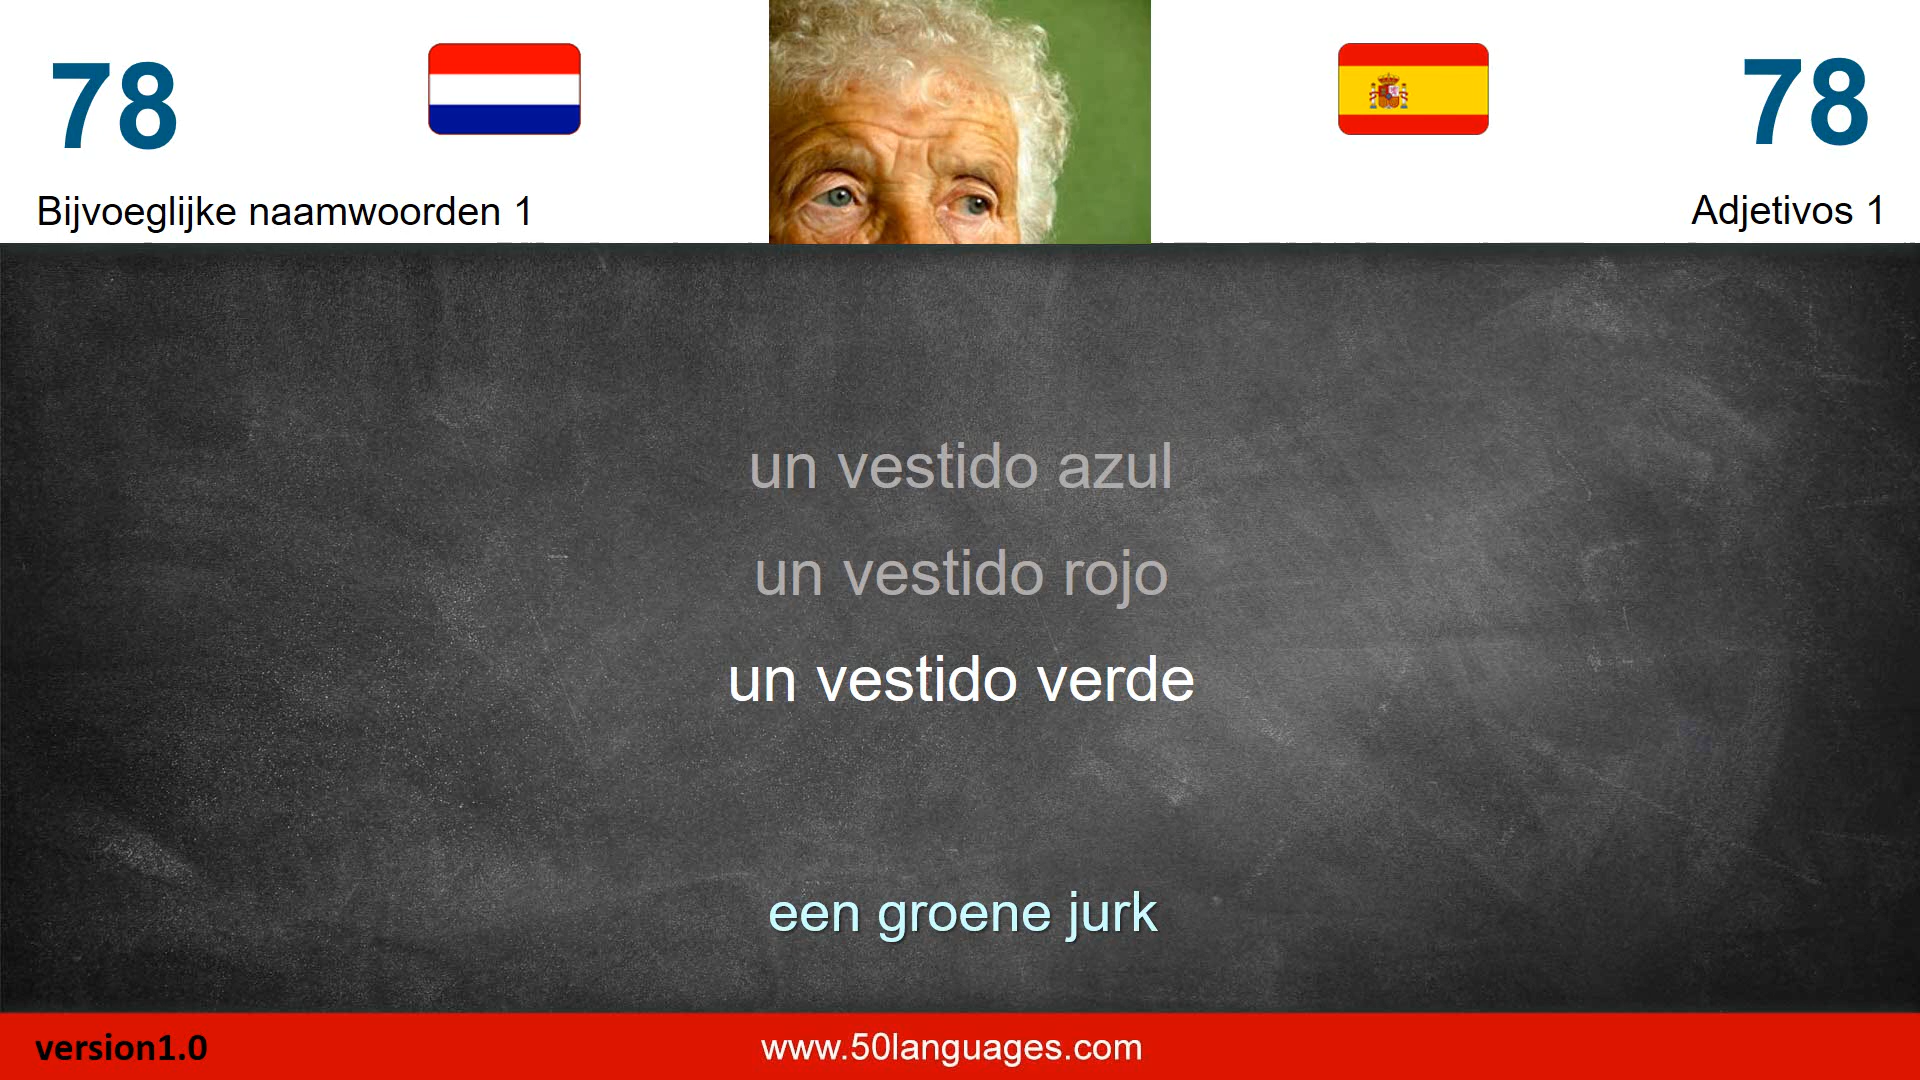 78
78
Bijvoeglijke naamwoorden 1
Adjetivos 1
un vestido azul
un vestido rojo
un vestido verde
een groene jurk
version1.0
www.50languages.com